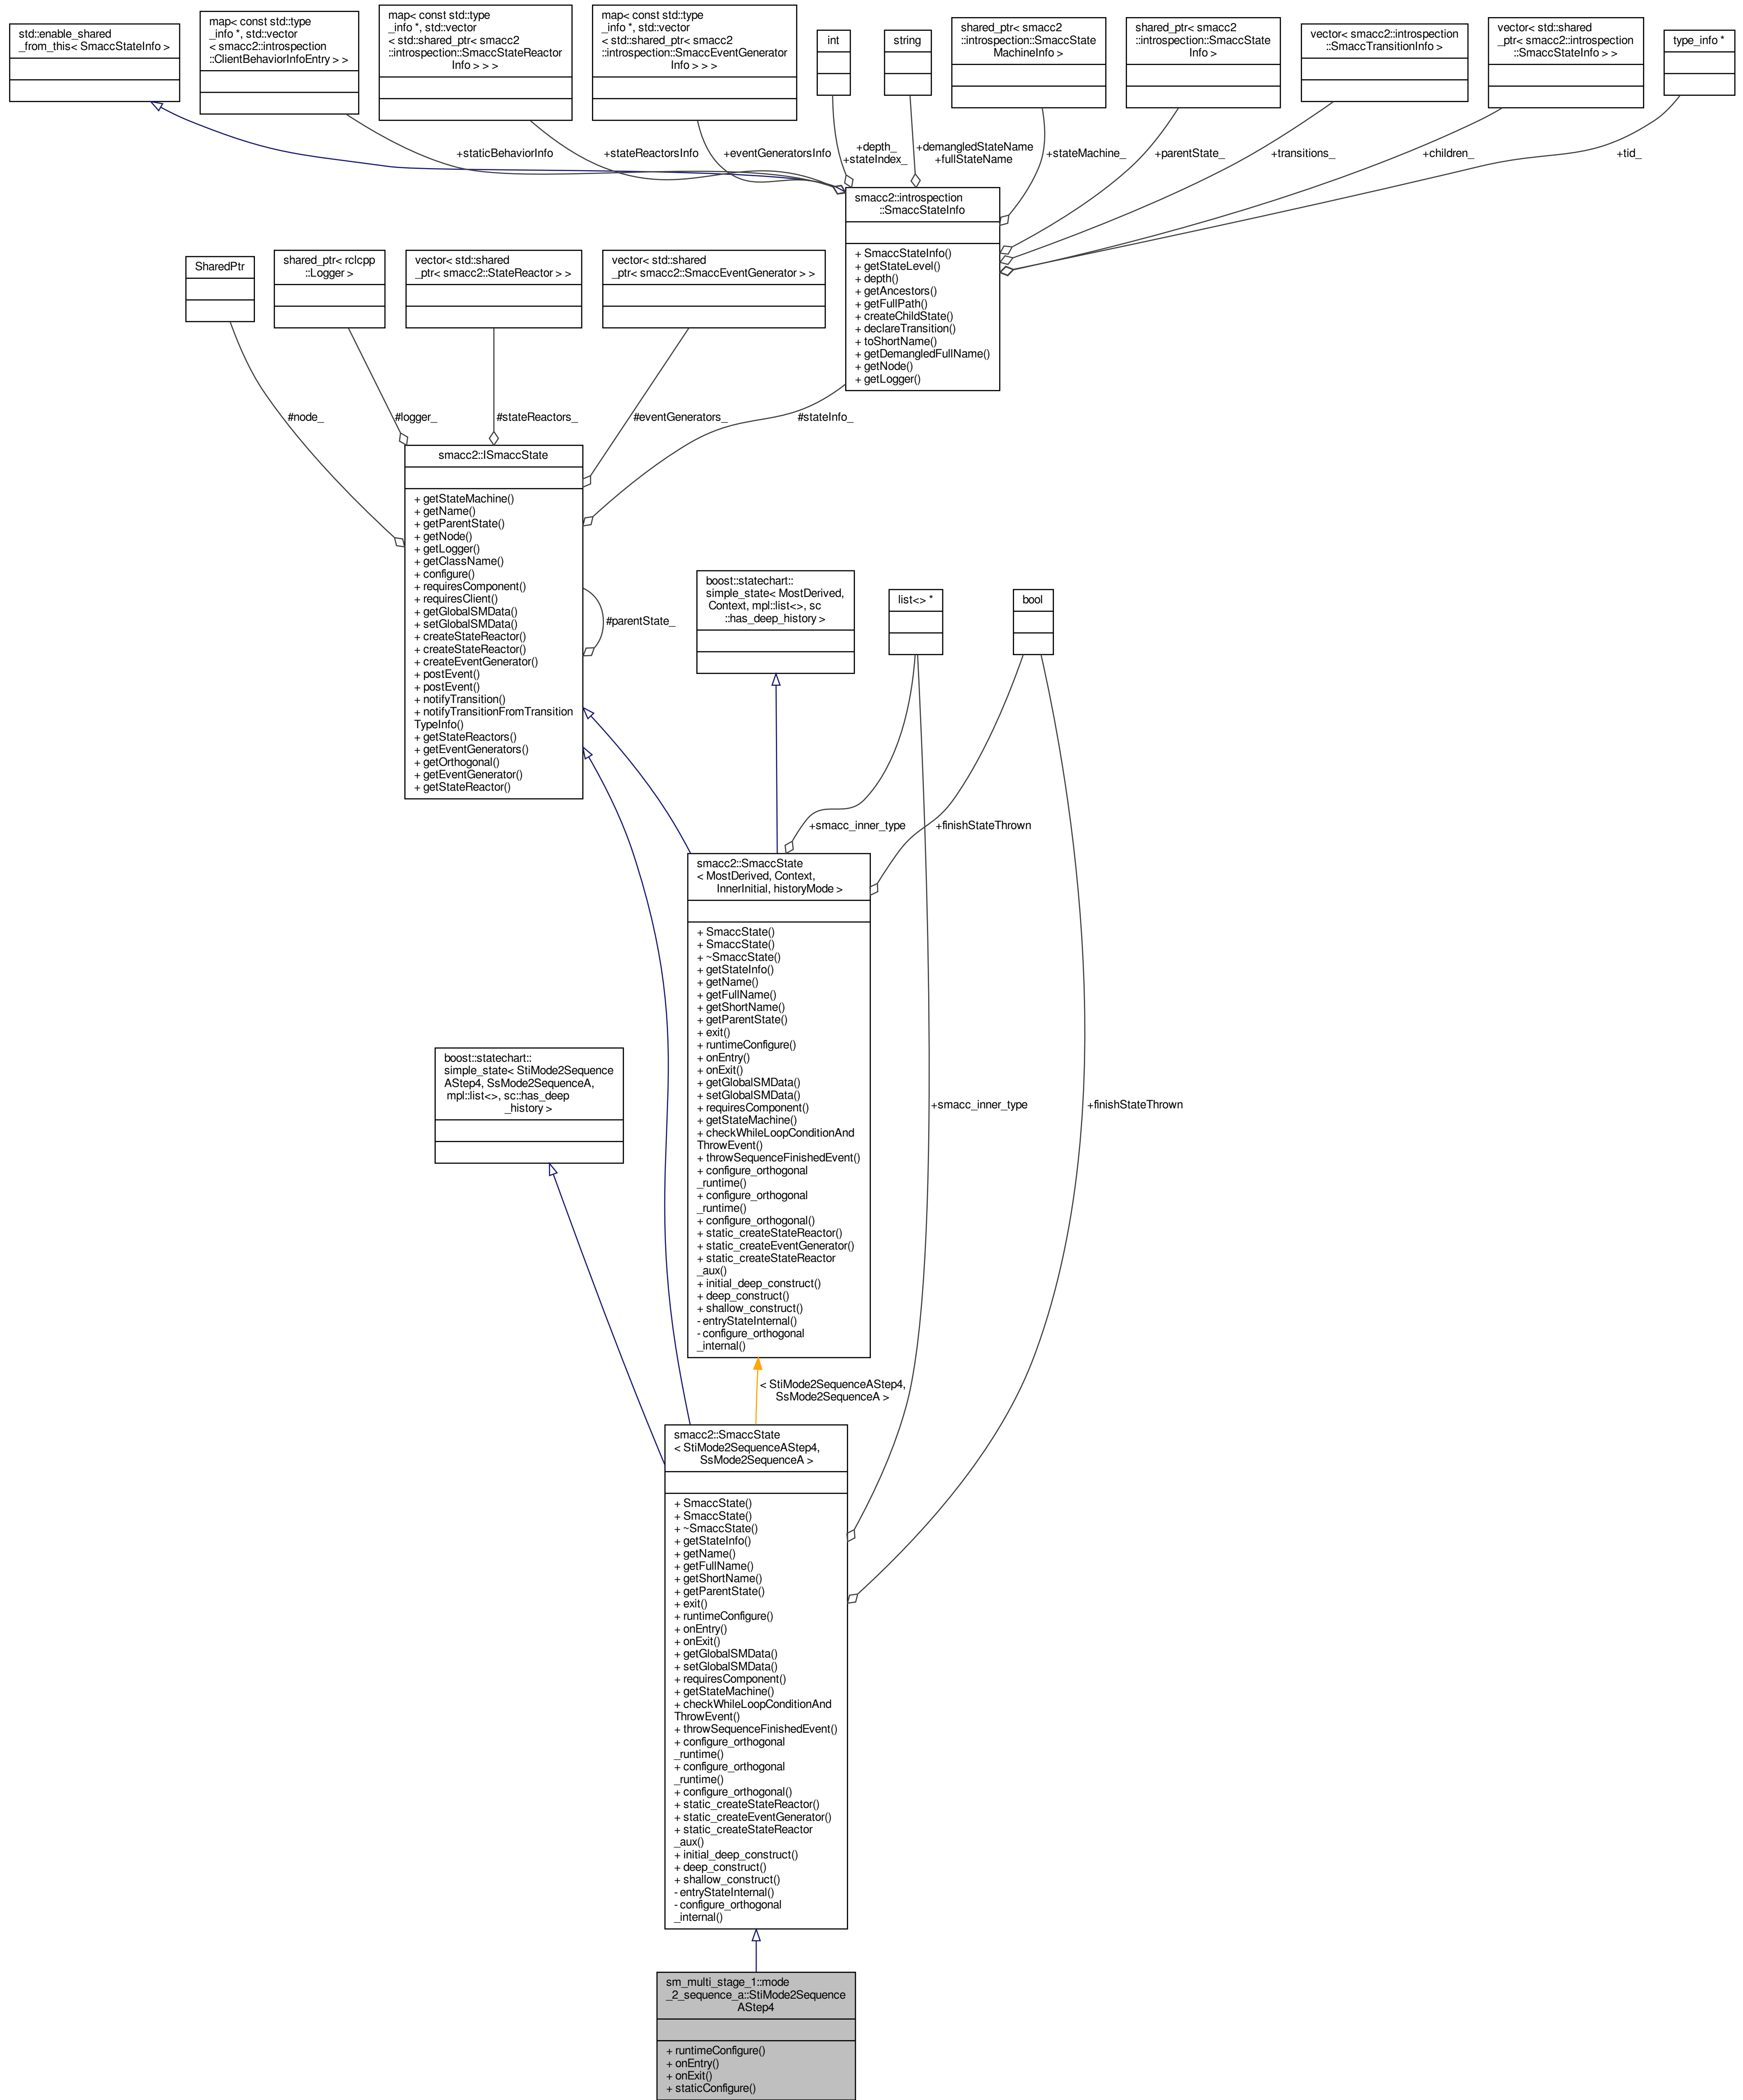 std::enable_shared
_from_this< SmaccStateInfo >
map< const std::type
_info *, std::vector
< smacc2::introspection
::ClientBehaviorInfoEntry > >
map< const std::type
_info *, std::vector
< std::shared_ptr< smacc2
::introspection::SmaccStateReactor
Info > > >
map< const std::type
_info *, std::vector
< std::shared_ptr< smacc2
::introspection::SmaccEventGenerator
Info > > >
int
string
shared_ptr< smacc2
::introspection::SmaccState
MachineInfo >
shared_ptr< smacc2
::introspection::SmaccState
Info >
vector< smacc2::introspection
::SmaccTransitionInfo >
vector< std::shared
_ptr< smacc2::introspection
::SmaccStateInfo > >
type_info *
+staticBehaviorInfo
+stateReactorsInfo
+eventGeneratorsInfo
+depth_
+stateIndex_
+demangledStateName
+fullStateName
+stateMachine_
+parentState_
+transitions_
+children_
+tid_
smacc2::introspection
::SmaccStateInfo
+ SmaccStateInfo()
+ getStateLevel()
+ depth()
+ getAncestors()
+ getFullPath()
+ createChildState()
+ declareTransition()
+ toShortName()
+ getDemangledFullName()
+ getNode()
+ getLogger()
SharedPtr
shared_ptr< rclcpp
::Logger >
vector< std::shared
_ptr< smacc2::StateReactor > >
vector< std::shared
_ptr< smacc2::SmaccEventGenerator > >
#node_
#logger_
#stateReactors_
#eventGenerators_
#stateInfo_
smacc2::ISmaccState
+ getStateMachine()
+ getName()
+ getParentState()
+ getNode()
+ getLogger()
+ getClassName()
+ configure()
+ requiresComponent()
+ requiresClient()
+ getGlobalSMData()
+ setGlobalSMData()
+ createStateReactor()
+ createStateReactor()
+ createEventGenerator()
+ postEvent()
+ postEvent()
+ notifyTransition()
+ notifyTransitionFromTransition
TypeInfo()
+ getStateReactors()
+ getEventGenerators()
+ getOrthogonal()
+ getEventGenerator()
+ getStateReactor()
#parentState_
boost::statechart::
simple_state< MostDerived,
Context, mpl::list<>, sc
::has_deep_history >
list<> *
bool
+smacc_inner_type
+finishStateThrown
smacc2::SmaccState
< MostDerived, Context,
InnerInitial, historyMode >
+ SmaccState()
+ SmaccState()
+ ~SmaccState()
+ getStateInfo()
+ getName()
+ getFullName()
+ getShortName()
+ getParentState()
+ exit()
+ runtimeConfigure()
+ onEntry()
+ onExit()
+ getGlobalSMData()
+ setGlobalSMData()
+ requiresComponent()
+ getStateMachine()
+ checkWhileLoopConditionAnd
ThrowEvent()
+ throwSequenceFinishedEvent()
+ configure_orthogonal
_runtime()
+ configure_orthogonal
_runtime()
+ configure_orthogonal()
+ static_createStateReactor()
+ static_createEventGenerator()
+ static_createStateReactor
_aux()
+ initial_deep_construct()
+ deep_construct()
+ shallow_construct()
- entryStateInternal()
- configure_orthogonal
_internal()
boost::statechart::
simple_state< StiMode2Sequence
AStep4, SsMode2SequenceA,
mpl::list<>, sc::has_deep
_history >
+smacc_inner_type
+finishStateThrown
< StiMode2SequenceAStep4,
SsMode2SequenceA >
smacc2::SmaccState
< StiMode2SequenceAStep4,
SsMode2SequenceA >
+ SmaccState()
+ SmaccState()
+ ~SmaccState()
+ getStateInfo()
+ getName()
+ getFullName()
+ getShortName()
+ getParentState()
+ exit()
+ runtimeConfigure()
+ onEntry()
+ onExit()
+ getGlobalSMData()
+ setGlobalSMData()
+ requiresComponent()
+ getStateMachine()
+ checkWhileLoopConditionAnd
ThrowEvent()
+ throwSequenceFinishedEvent()
+ configure_orthogonal
_runtime()
+ configure_orthogonal
_runtime()
+ configure_orthogonal()
+ static_createStateReactor()
+ static_createEventGenerator()
+ static_createStateReactor
_aux()
+ initial_deep_construct()
+ deep_construct()
+ shallow_construct()
- entryStateInternal()
- configure_orthogonal
_internal()
sm_multi_stage_1::mode
_2_sequence_a::StiMode2Sequence
AStep4
+ runtimeConfigure()
+ onEntry()
+ onExit()
+ staticConfigure()